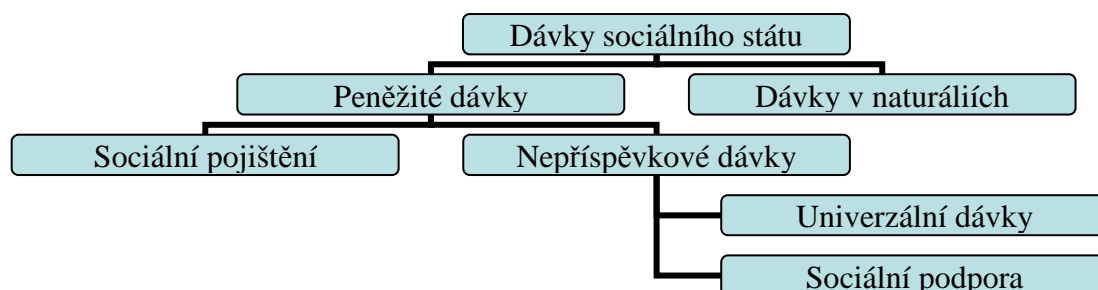 Dávky sociálního státu
Peněžité dávky
Dávky v naturáliích
Sociální pojištění
Nepříspěvkové dávky
Univerzální dávky
Sociální podpora